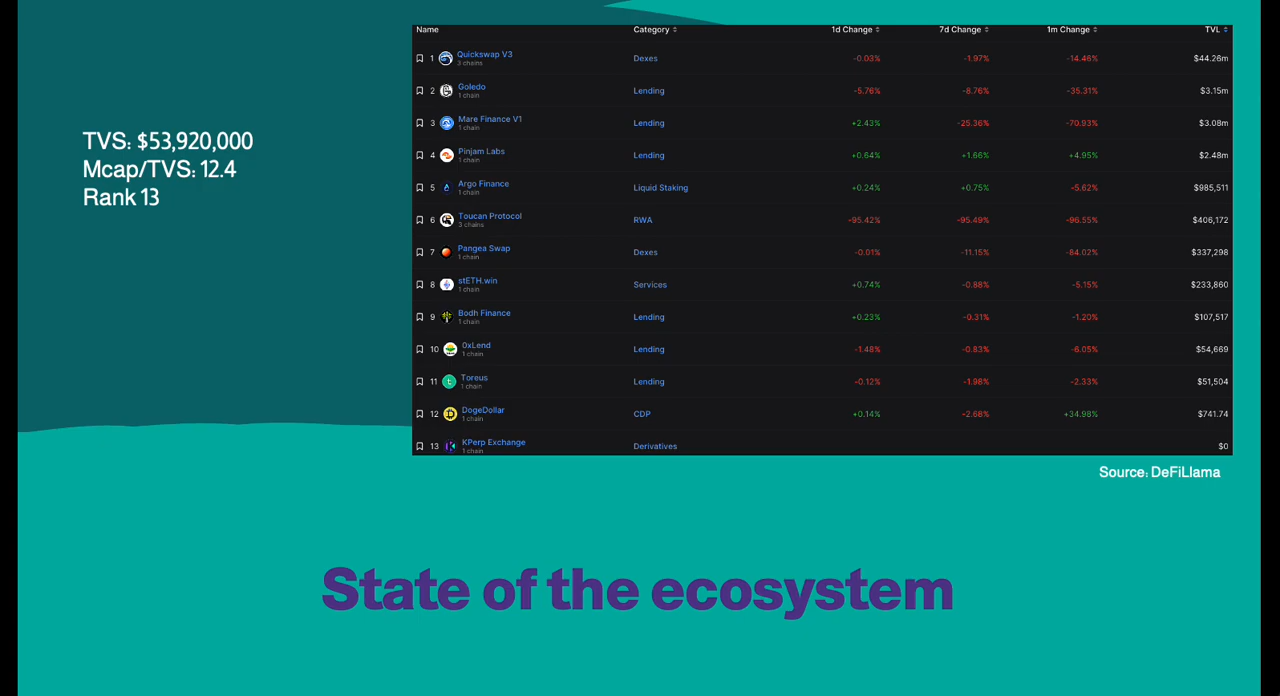 TVS: $53,920,000
Mcap/TVS: 12.4
Rank 13
Name Category 1d Change 7d Change 1m Change TVL
1 Quickswap V3 Dexes -0.03% -1.97% -14.46% $44.26m
3 chains
2 Goledo Lending -5.76% -8.76% -35.31% $3.15m
1 chain
3 Mare Finance V1 Lending +2.43% -25.36% -70.93% $3.08m
1 chain
4 Pinjam Labs Lending +0.64% +1.66% +4.95% $2.48m
1 chain
5 Argo Finance Liquid Staking +0.24% +0.75% -5.62% $985,511
1 chain
6 Toucan Protocol RWA -95.42% -95.49% -96.55% $406,172
3 chains
7 Pangea Swap Dexes -0.01% -11.15% -84.02% $337,298
1 chain
8 stETH.win Services +0.74% -0.88% -5.15% $233,860
1 chain
9 Bodh Finance Lending +0.23% -0.31% -1.20% $107,517
1 chain
10 0xLend Lending -1.48% -0.83% -6.05% $54,669
1 chain
11 Toreus Lending -0.12% -1.98% -2.33% $51,504
1 chain
12 DogeDollar CDP +0.14% -2.68% +34.98% $741.74
1 chain
13 KPerp Exchange Derivatives $0
1 chain
Source: DeFiLlama
State of the ecosystem